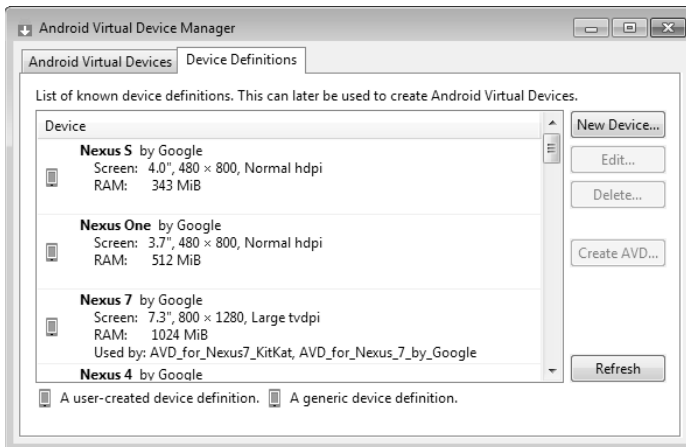 Android Virtual Device Manager
Android Virtual Devices Device Definitions
List of known device definitions. This can later be used to create Android Virtual Devices.
Device
New Device...
Nexus S by Google
Screen: 4.0", 480 × 800, Normal hdpi
RAM: 343 MiB
Edit...
Delete...
Nexus One by Google
Screen: 3.7", 480 × 800, Normal hdpi
RAM: 512 MiB
Create AVD...
Nexus 7 by Google
Screen: 7.3", 800 × 1280, Large tvdpi
RAM: 1024 MiB
Used by: AVD_for_Nexus7_KitKat, AVD_for_Nexus_7_by_Google
Nexus 4 by Google
Refresh
A user-created device definition. A generic device definition.